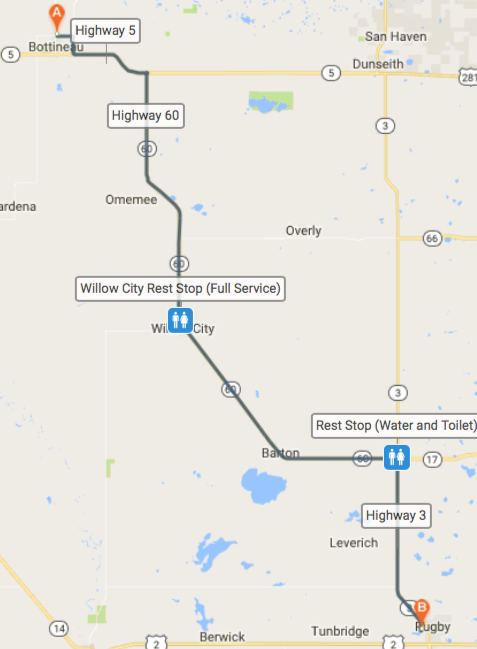 A
Highway 5
Bottineau
San Haven
5
Dunseith
5
281
Highway 60
3
60
Omemee
ardena
Overly
66
60
Willow City Rest Stop (Full Service)
City
3
60
Rest Stop (Water and Toilet)
Barton
60
17
Highway 3
Leverich
3
B
Rugby
14
Tunbridge
Berwick
2
2